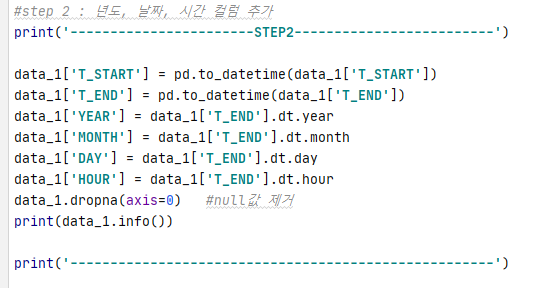 #step 2 : 년도, 날짜, 시간 컬럼 추가
print('-----------------------STEP2-------------------------')
data_1['T_START'] = pd.to_datetime(data_1['T_START'])
data_1['T_END'] = pd.to_datetime(data_1['T_END'])
data_1['YEAR'] = data_1['T_END'].dt.year
data_1['MONTH'] = data_1['T_END'].dt.month
data_1['DAY'] = data_1['T_END'].dt.day
data_1['HOUR'] = data_1['T_END'].dt.hour
data_1.dropna(axis=0)   #null값 제거
print(data_1.info())
print('-----------------------------------------------------')